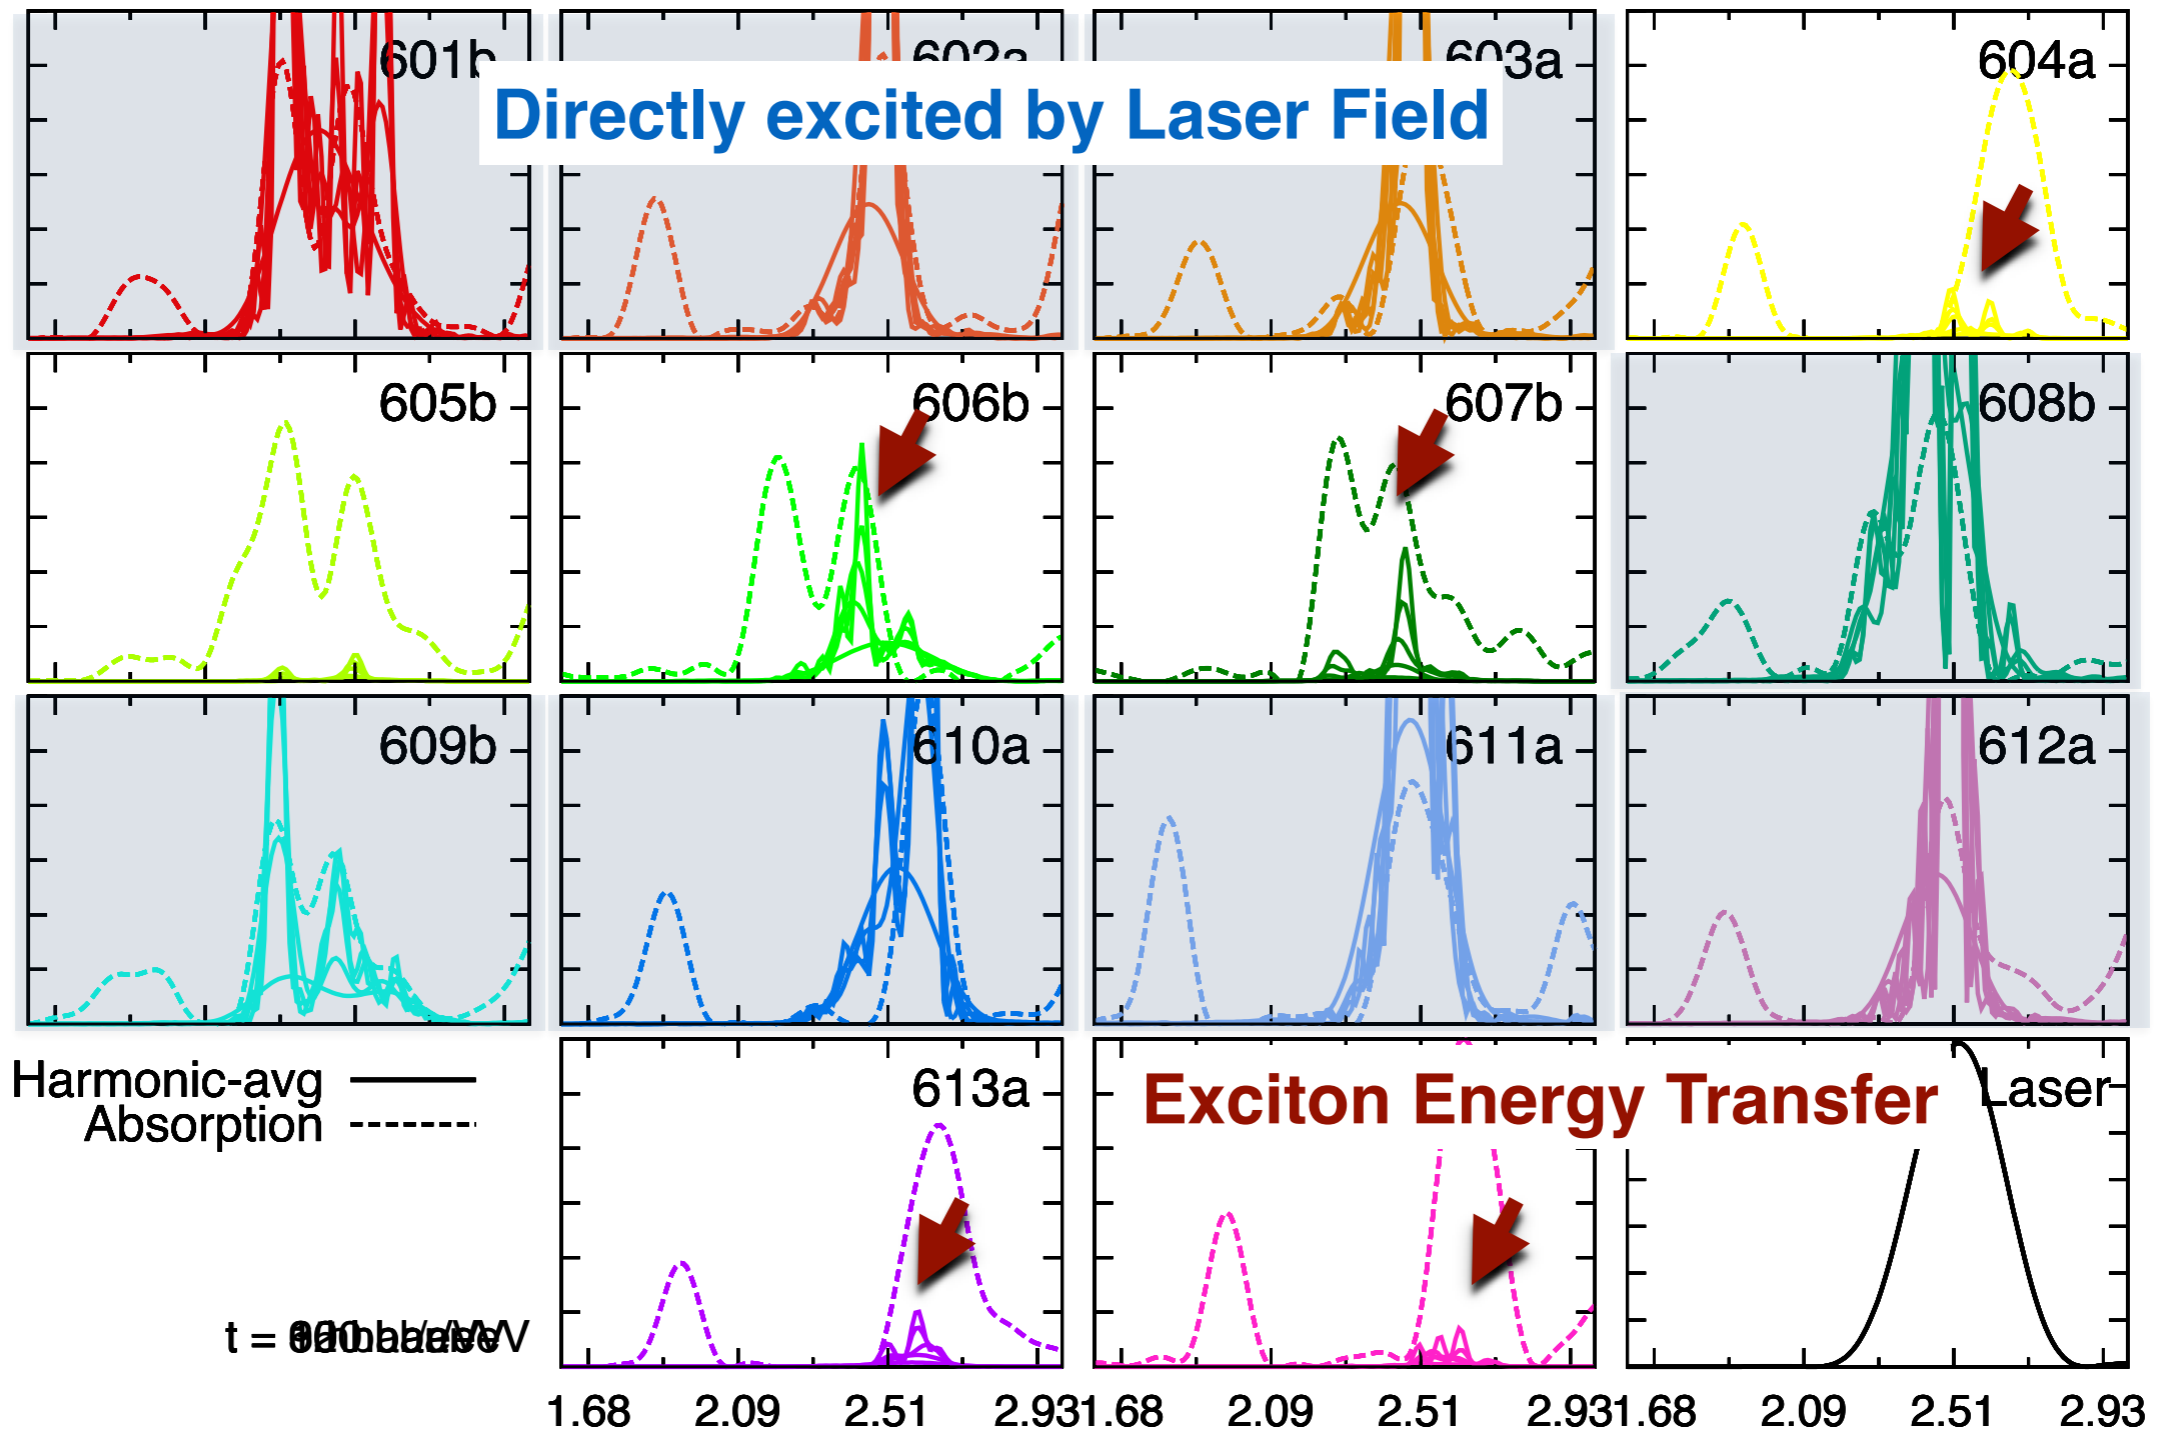 601b
602a
603a
604a
Directly excited by Laser Field
605b
606b
607b
608b
609b
610a
611a
612a
Harmonic-avg
Absorption
613a
Exciton Energy Transfer
Laser
t =
1.68 2.09 2.51 2.93 1.68 2.09 2.51 2.93 1.68 2.09 2.51 2.93